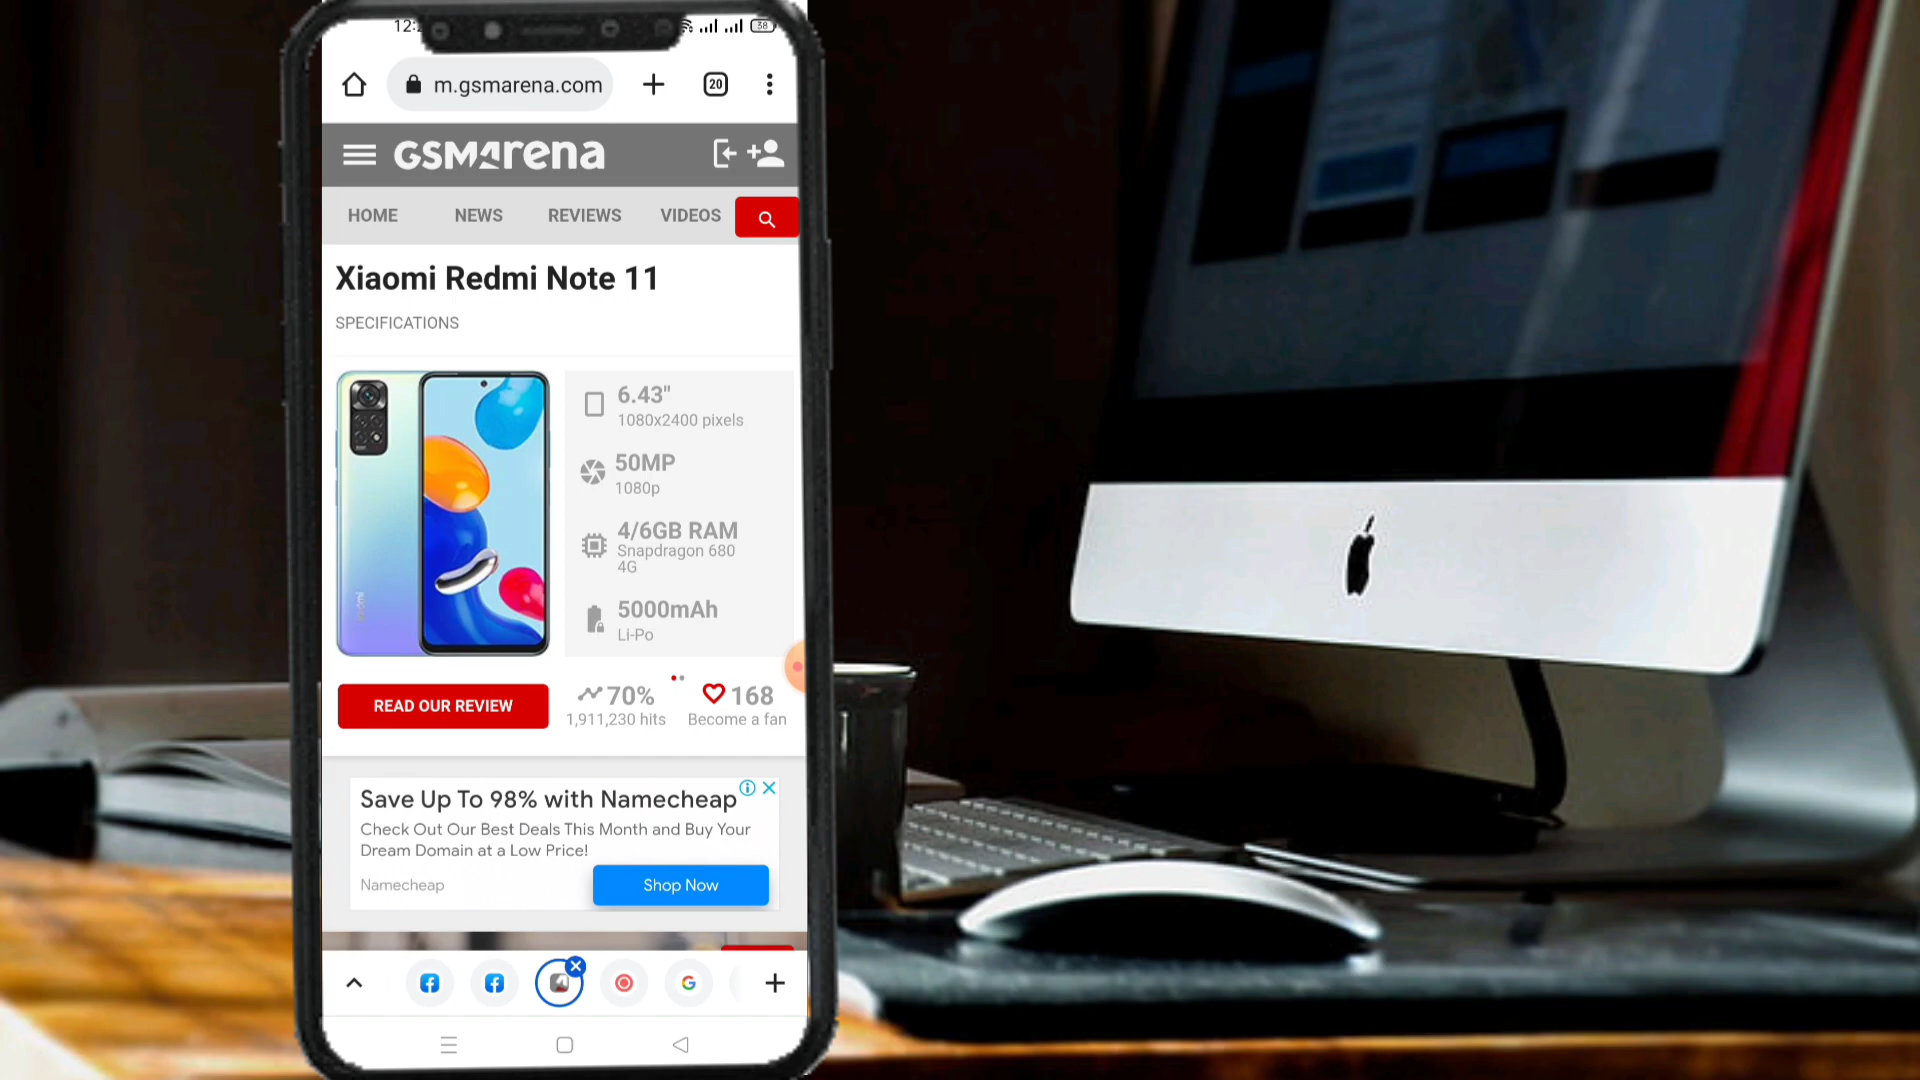 12:
38
m.gsmarena.com
20
GSMArena
HOME NEWS REVIEWS VIDEOS
Xiaomi Redmi Note 11
SPECIFICATIONS
6.43"
1080x2400 pixels
50MP
1080p
4/6GB RAM
Snapdragon 680
4G
5000mAh
Li-Po
Redmi
READ OUR REVIEW
70%
1,911,230 hits
168
Become a fan
Save Up To 98% with Namecheap
Check Out Our Best Deals This Month and Buy Your
Dream Domain at a Low Price!
Namecheap
Shop Now